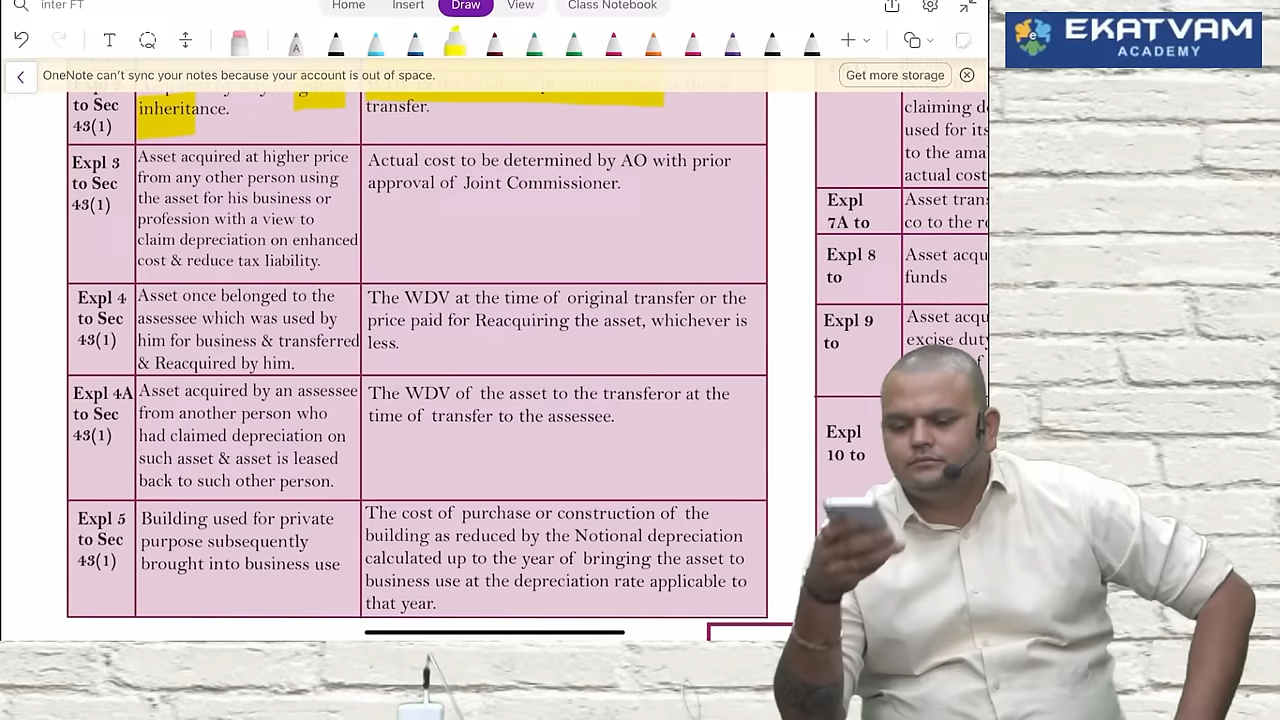 inter FT
Home Insert Draw View Class Notebook
T
OneNote can't sync your notes because your account is out of space.
Get more storage
EKATVAM
ACADEMY
to Sec
43(1)
inheritance.
transfer.
Expl 3
to Sec
43(1)
Asset acquired at higher price
from any other person using
the asset for his business or
profession with a view to
claim depreciation on enhanced
cost & reduce tax liability.
Actual cost to be determined by AO with prior
approval of Joint Commissioner.
Expl 4
to Sec
43(1)
Asset once belonged to the
assessee which was used by
him for business & transferred
& Reacquired by him.
The WDV at the time of original transfer or the
price paid for Reacquiring the asset, whichever is
less.
Expl 4A
to Sec
43(1)
Asset acquired by an assessee
from another person who
had claimed depreciation on
such asset & asset is leased
back to such other person.
The WDV of the asset to the transferor at the
time of transfer to the assessee.
Expl 5
to Sec
43(1)
Building used for private
purpose subsequently
brought into business use
The cost of purchase or construction of the
building as reduced by the Notional depreciation
calculated up to the year of bringing the asset to
business use at the depreciation rate applicable to
that year.
claiming
used for its
to the
actual cost
Expl
7A to
Asset
co to the
Expl 8
to
Asset
funds
Expl 9
to
Asset
excise
Expl
10 to